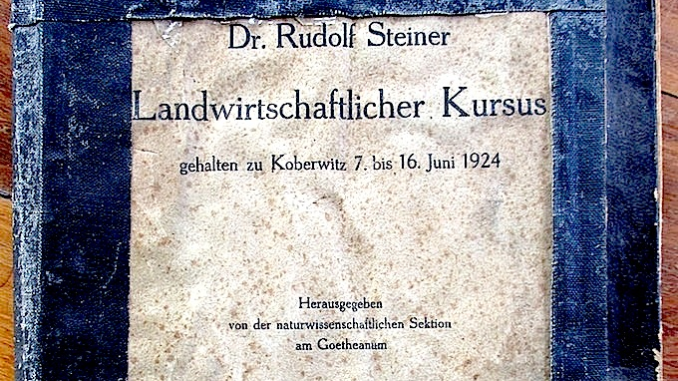 Dr. Rudolf Steiner
Landwirtschaftlicher Kursus
gehalten zu Koberwitz 7. bis 16. Juni 1924
Herausgegeben
von der naturwissenschaftlichen Sektion
am Goetheanum